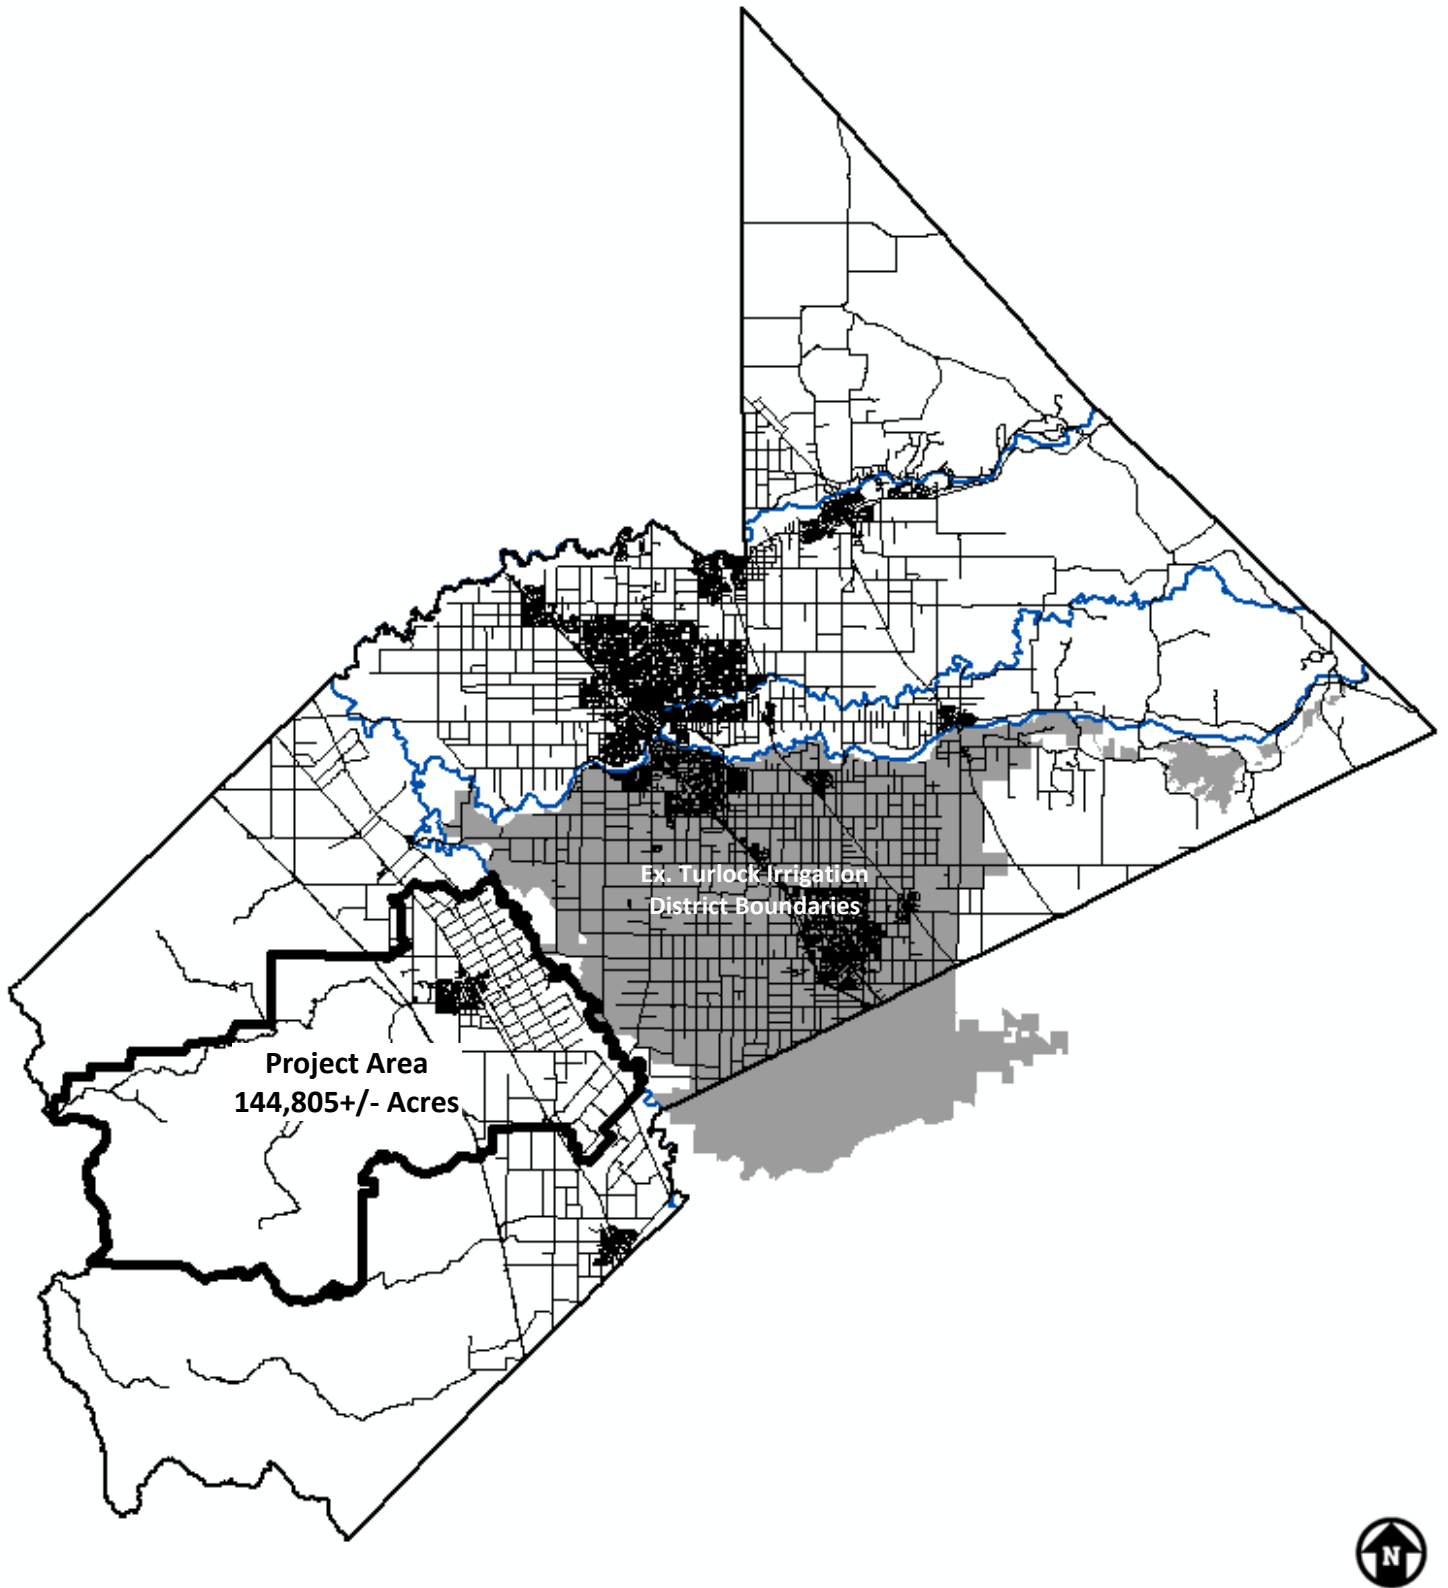 Ex. Turlock Irrigation
District Boundaries
Project Area
144,805+/- Acres
N